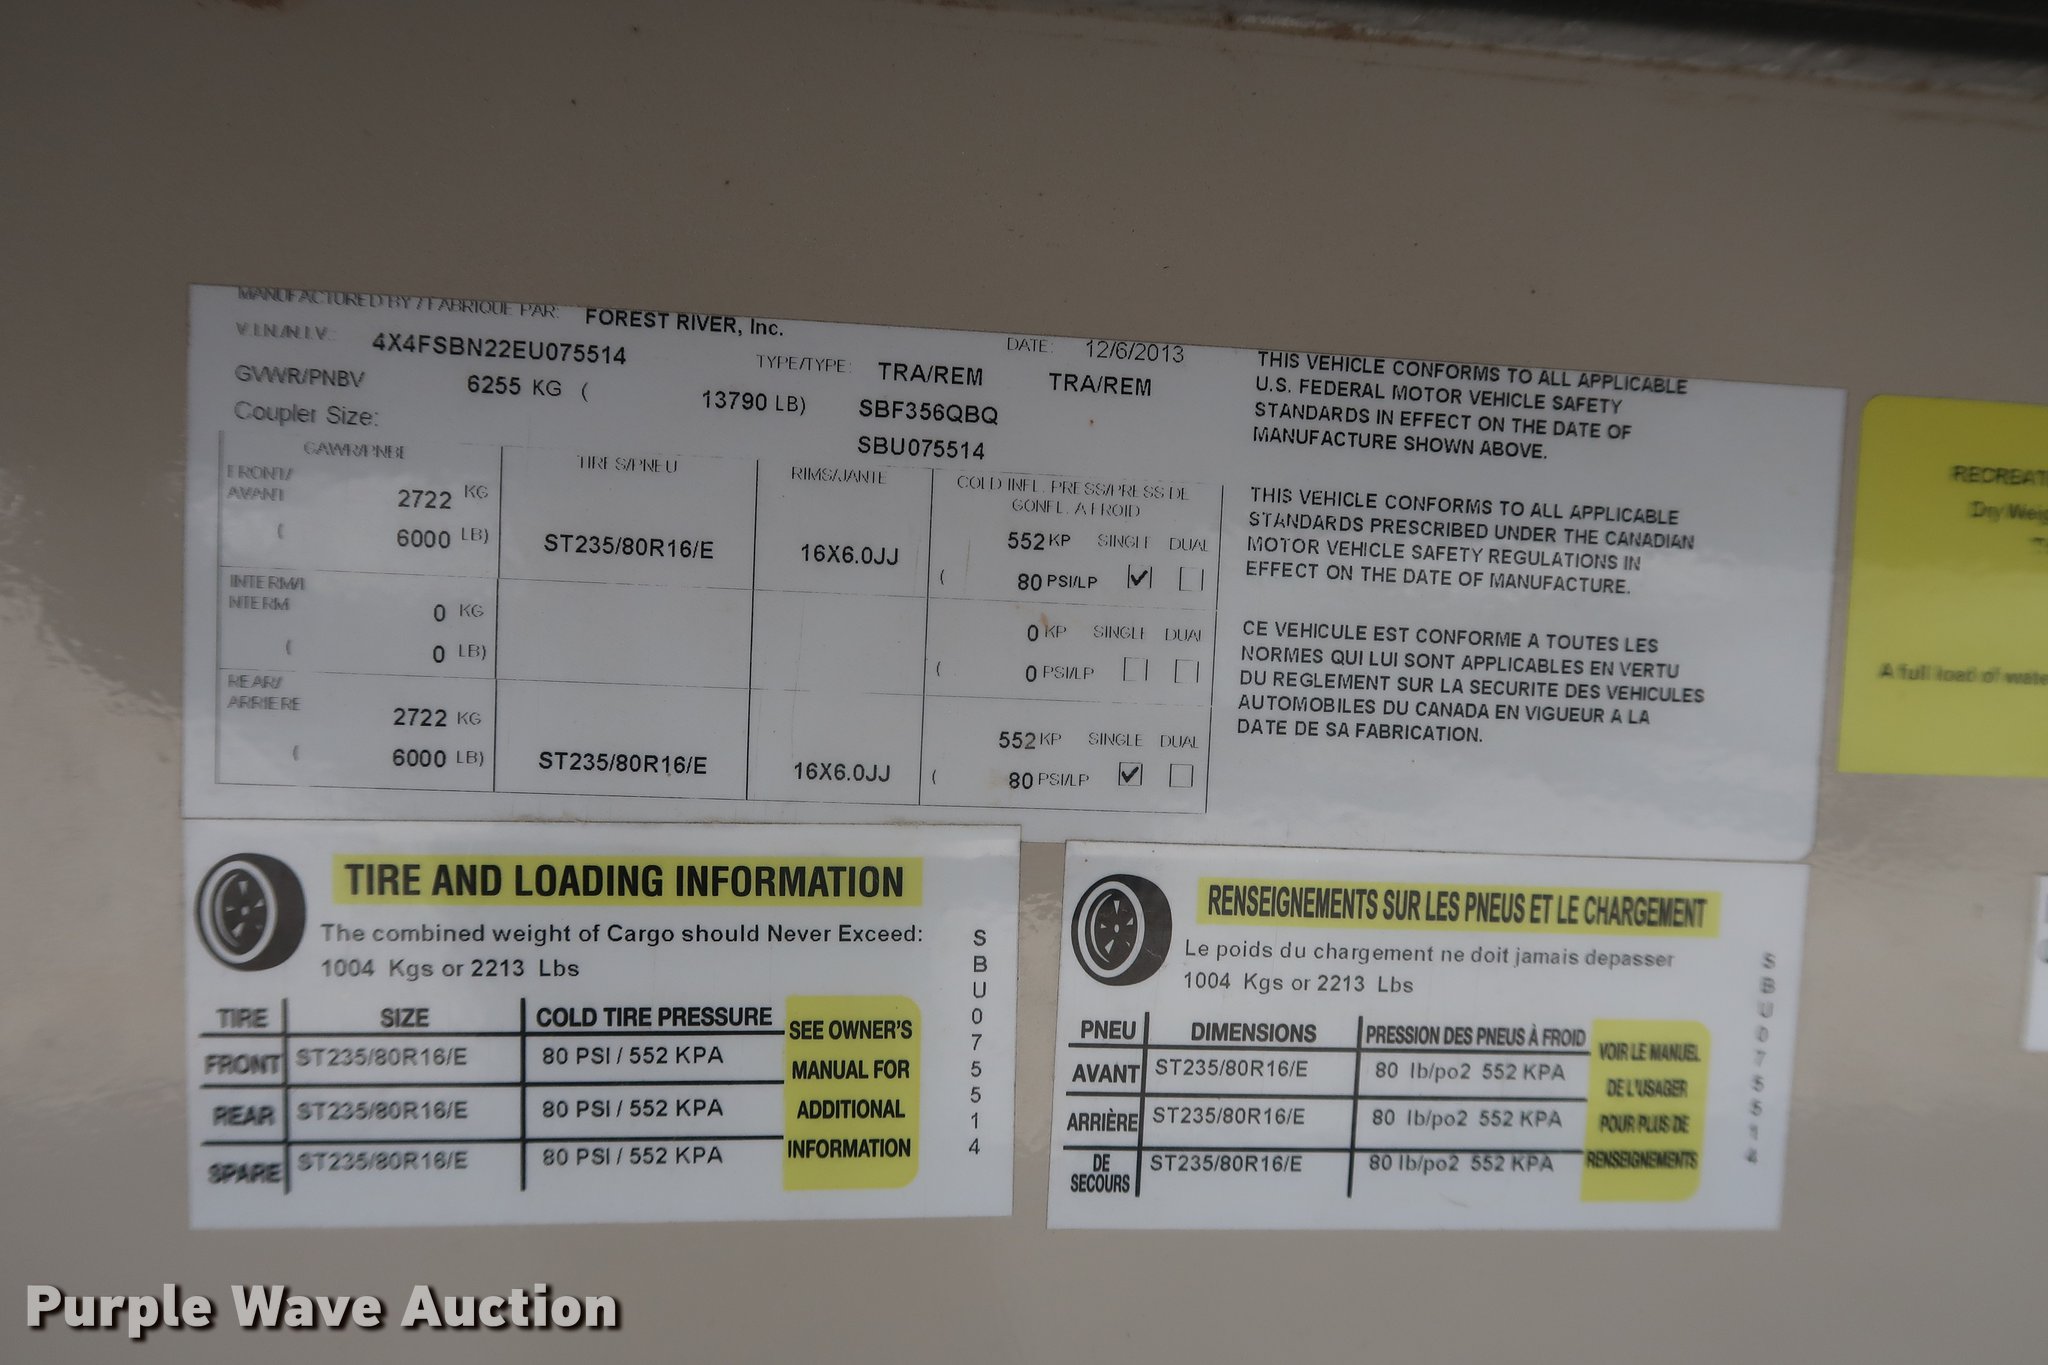 MANUFACTURED BY / FABRIQUE PAR: FOREST RIVER, Inc.
V.I.N./N.I.V.: 4X4FSBN22EU075514
DATE: 12/6/2013
TYPE/TYPE: TRA/REM TRA/REM
GVWR/PNBV 6255 KG ( 13790 LB) SBF356QBQ
Coupler Size: SBU075514
GAWR/PNBE TIRES/PNEU RIMS/JANTE COLD INFL. PRESS/PRESS DE
GONFL. A FROID
FRONT/
AVANT 2722 KG 552 KP SINGLE DUAL
( 6000 LB) ST235/80R16/E 16X6.0JJ ( 80 PSI/LP
INTERM/I
NTERM 0 KG 0 KP SINGLE DUAL
( 0 LB) ( 0 PSI/LP
REAR/
ARRIERE 2722 KG 552 KP SINGLE DUAL
( 6000 LB) ST235/80R16/E 16X6.0JJ ( 80 PSI/LP
THIS VEHICLE CONFORMS TO ALL APPLICABLE
U.S. FEDERAL MOTOR VEHICLE SAFETY
STANDARDS IN EFFECT ON THE DATE OF
MANUFACTURE SHOWN ABOVE.
THIS VEHICLE CONFORMS TO ALL APPLICABLE
STANDARDS PRESCRIBED UNDER THE CANADIAN
MOTOR VEHICLE SAFETY REGULATIONS IN
EFFECT ON THE DATE OF MANUFACTURE.
CE VEHICULE EST CONFORME A TOUTES LES
NORMES QUI LUI SONT APPLICABLES EN VERTU
DU REGLEMENT SUR LA SECURITE DES VEHICULES
AUTOMOBILES DU CANADA EN VIGUEUR A LA
DATE DE SA FABRICATION.
A full load of
TIRE AND LOADING INFORMATION
The combined weight of Cargo should Never Exceed:
1004 Kgs or 2213 Lbs
TIRE SIZE COLD TIRE PRESSURE
FRONT ST235/80R16/E 80 PSI / 552 KPA
REAR ST235/80R16/E 80 PSI / 552 KPA
SPARE ST235/80R16/E 80 PSI / 552 KPA
SEE OWNER'S
MANUAL FOR
ADDITIONAL
INFORMATION
SBU075514
RENSEIGNEMENTS SUR LES PNEUS ET LE CHARGEMENT
Le poids du chargement ne doit jamais depasser
1004 Kgs or 2213 Lbs
PNEU DIMENSIONS PRESSION DES PNEUS À FROID
AVANT ST235/80R16/E 80 lb/po2 552 KPA
ARRIÈRE ST235/80R16/E 80 lb/po2 552 KPA
DE
SECOURS ST235/80R16/E 80 lb/po2 552 KPA
VOIR LE MANUEL
DE L'USAGER
POUR PLUS DE
RENSEIGNEMENTS
SBU075514
Purple Wave Auction